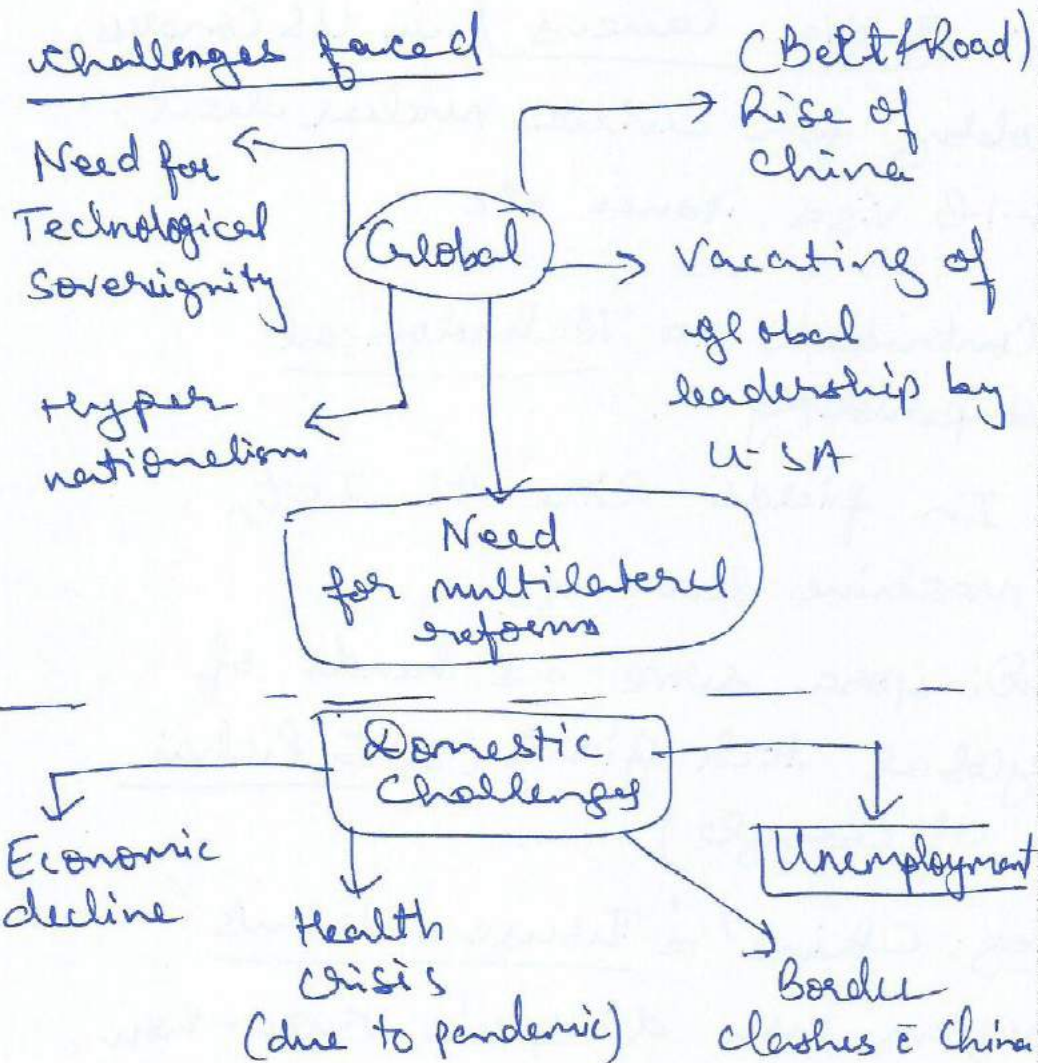 Challenges faced
Need for
Technological
Soverignity
Global
(Belt & Road)
Rise of
China
Vacating of
global
leadership by
USA
Hyper
nationalism
Need
for multilateral
reforms
Domestic
Challenges
Economic
decline
Health
crisis
(due to pandemic)
Border
clashes c̄ China
Unemployment